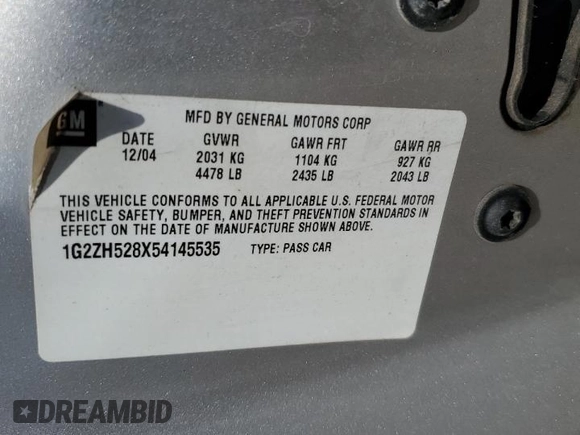 GM
MFD BY GENERAL MOTORS CORP
DATE GVWR GAWR FRT GAWR RR
12/04 2031 KG 1104 KG 927 KG
4478 LB 2435 LB 2043 LB
THIS VEHICLE CONFORMS TO ALL APPLICABLE U.S. FEDERAL MOTOR
VEHICLE SAFETY, BUMPER, AND THEFT PREVENTION STANDARDS IN
EFFECT ON THE DATE OF MANUFACTURE SHOWN ABOVE.
1G2ZH528X54145535 TYPE: PASS CAR
DREAMBID